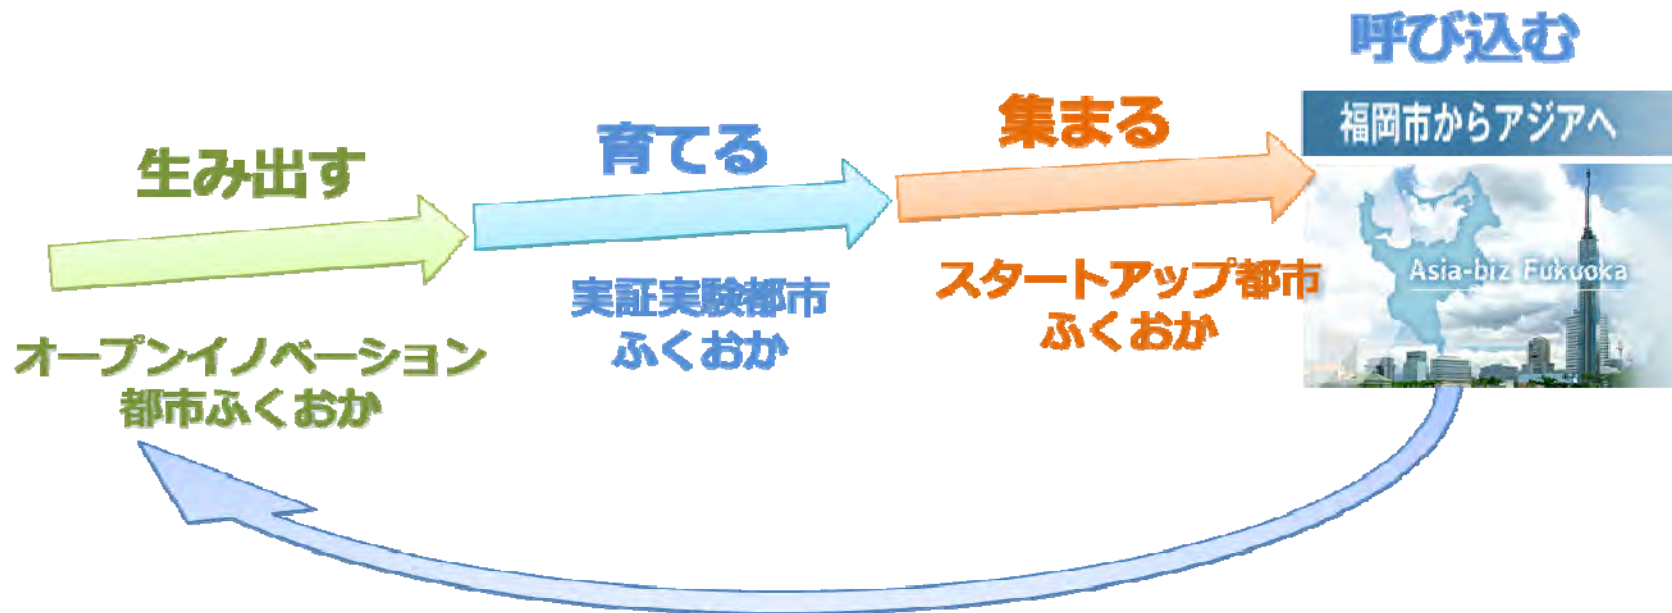 生み出す
オープンイノベーション
都市ふくおか
育てる
実証実験都市
ふくおか
集まる
スタートアップ都市
ふくおか
呼び込む
福岡市からアジアへ
Asia-biz Fukuoka